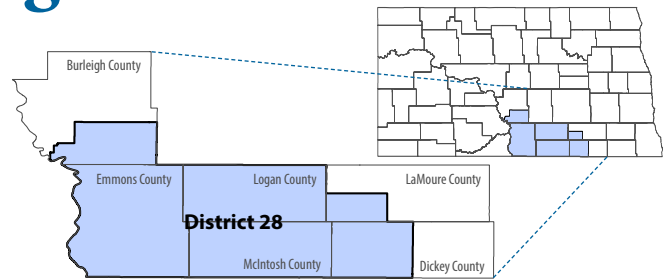 g
Burleigh County
Emmons County
Logan County
LaMoure County
District 28
McIntosh County
Dickey County